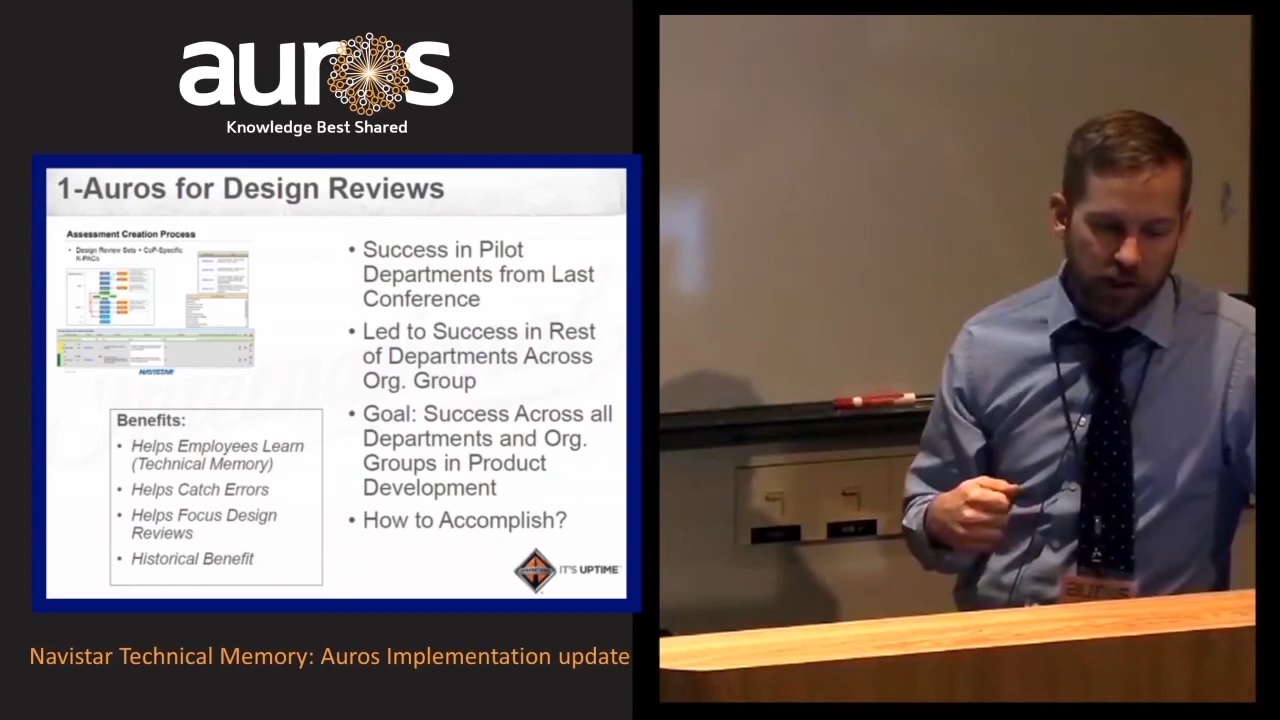 auros
Knowledge Best Shared
1-Auros for Design Reviews
Assessment Creation Process
• Design Review Sets + CoP-Specific
K-PACs
NAVISTAR
Benefits:
• Helps Employees Learn
(Technical Memory)
• Helps Catch Errors
• Helps Focus Design
Reviews
• Historical Benefit
• Success in Pilot
Departments from Last
Conference
• Led to Success in Rest
of Departments Across
Org. Group
• Goal: Success Across all
Departments and Org.
Groups in Product
Development
• How to Accomplish?
INTERNATIONAL
IT'S UPTIME
Navistar Technical Memory: Auros Implementation update
auros